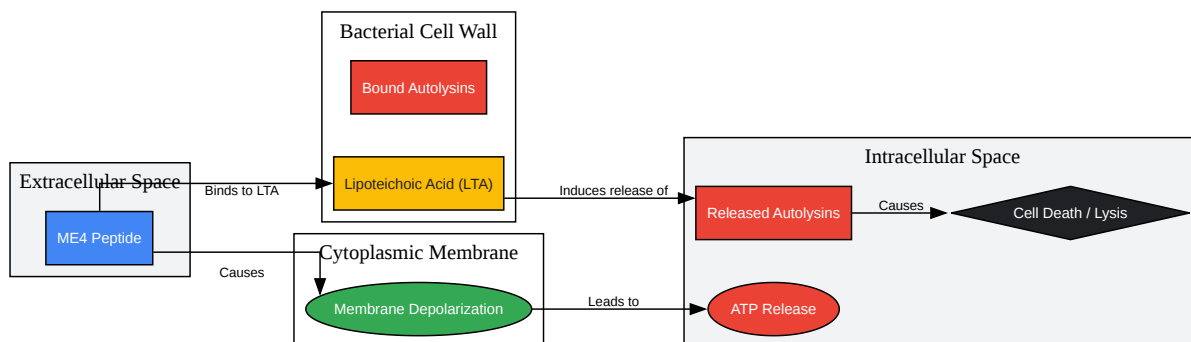 Bacterial Cell Wall
Bound Autolysins
Lipoteichoic Acid (LTA)
Extracellular Space
ME4 Peptide
Binds to LTA
Causes
Cytoplasmic Membrane
Membrane Depolarization
Induces release of
Leads to
Intracellular Space
Released Autolysins
Causes
Cell Death / Lysis
ATP Release